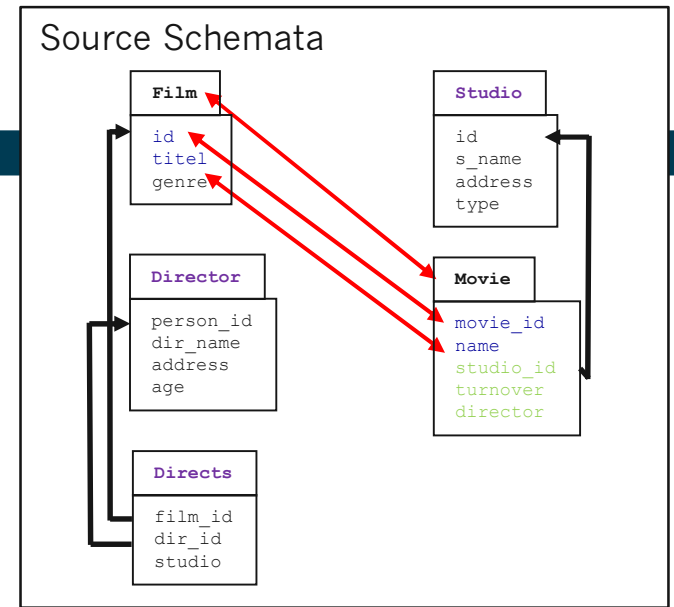 Source Schemata
Film
id
titel
genre
Director
person_id
dir_name
address
age
Directs
film_id
dir_id
studio
Studio
id
s_name
address
type
Movie
movie_id
name
studio_id
turnover
director